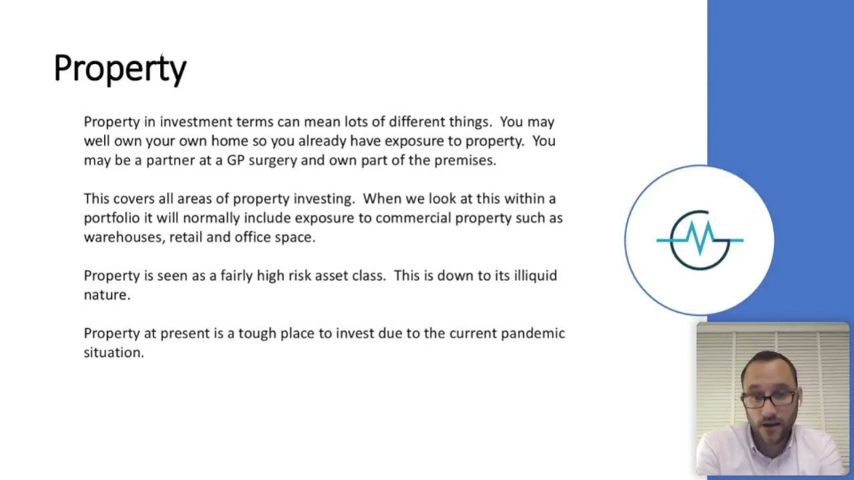 Property
Property in investment terms can mean lots of different things.  You may
well own your own home so you already have exposure to property.  You
may be a partner at a GP surgery and own part of the premises.
This covers all areas of property investing.  When we look at this within a
portfolio it will normally include exposure to commercial property such as
warehouses, retail and office space.
Property is seen as a fairly high risk asset class.  This is down to its illiquid
nature.
Property at present is a tough place to invest due to the current pandemic
situation.